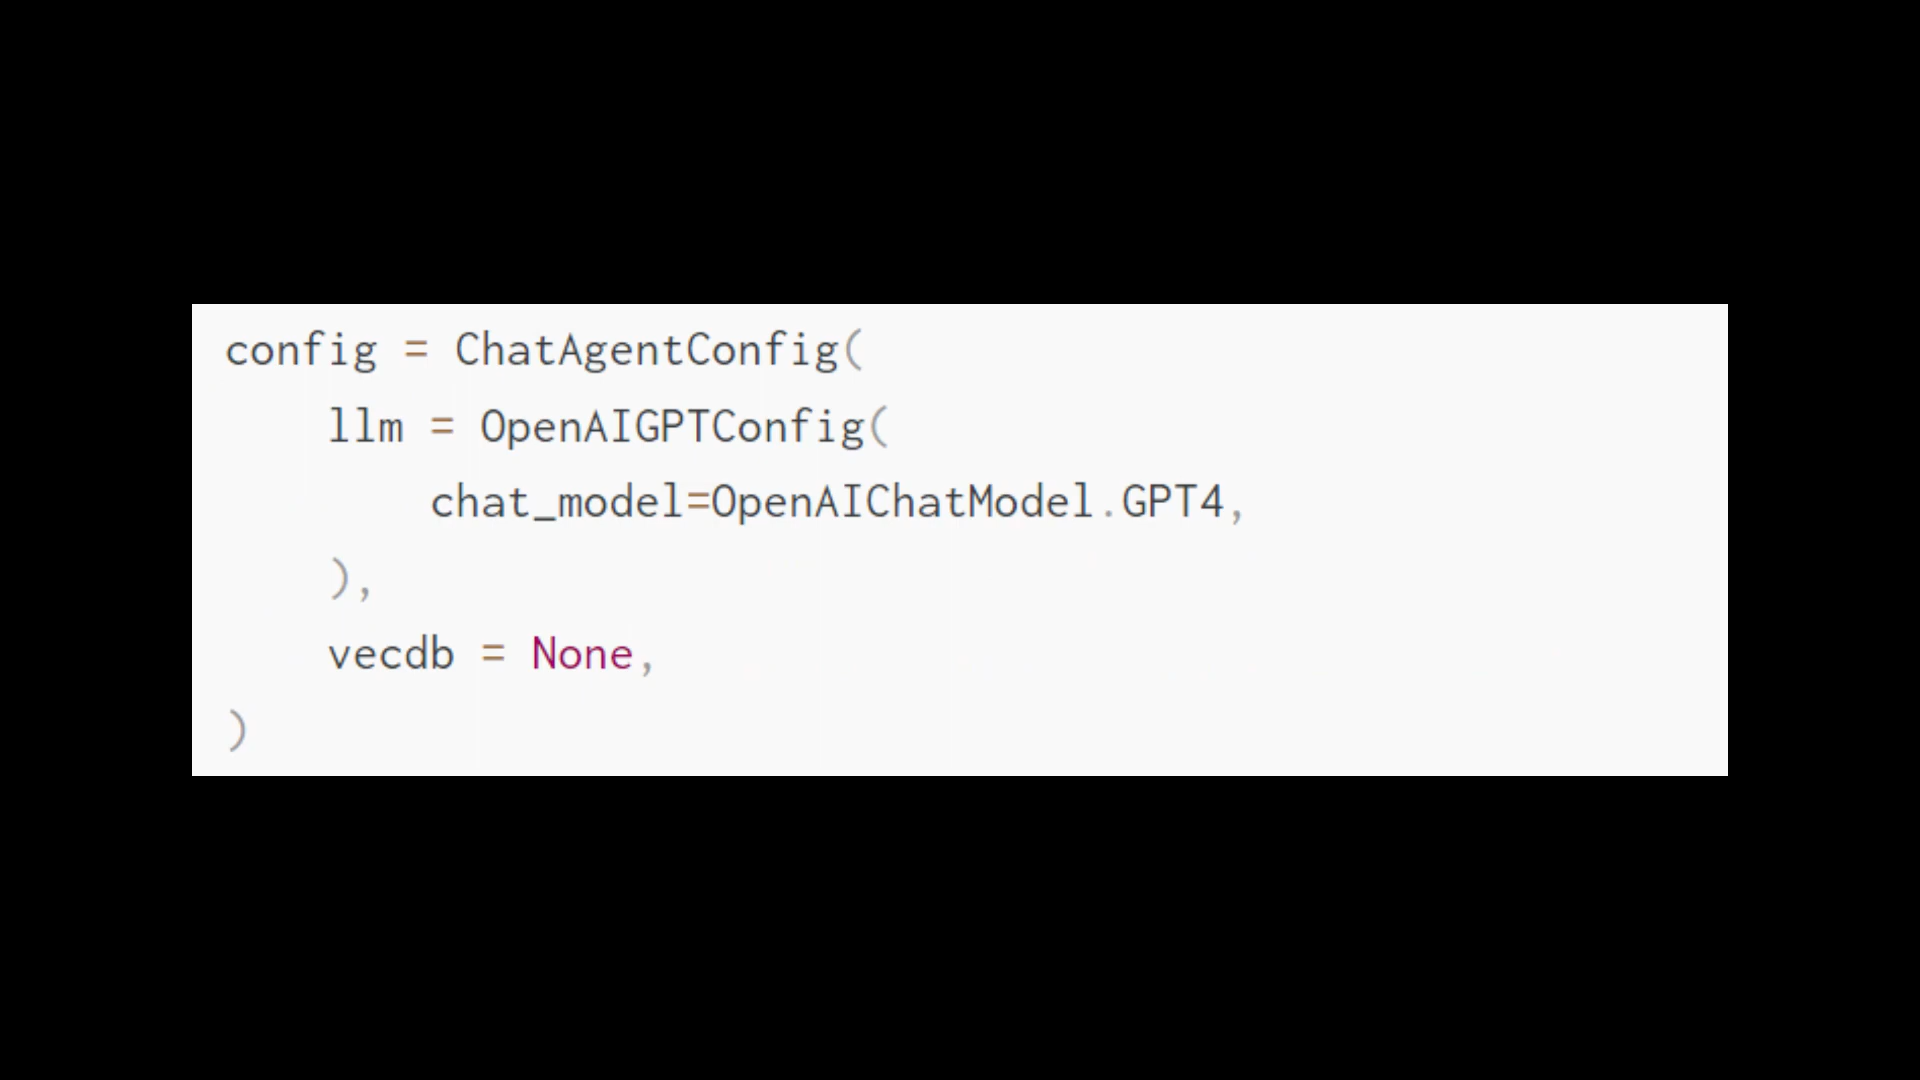 config = ChatAgentConfig(
    llm = OpenAIGPTConfig(
        chat_model=OpenAIChatModel.GPT4,
    ),
    vecdb = None,
)